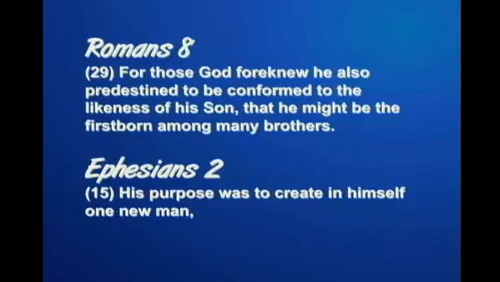 Romans 8
(29) For those God foreknew he also
predestined to be conformed to the
likeness of his Son, that he might be the
firstborn among many brothers.
Ephesians 2
(15) His purpose was to create in himself
one new man,